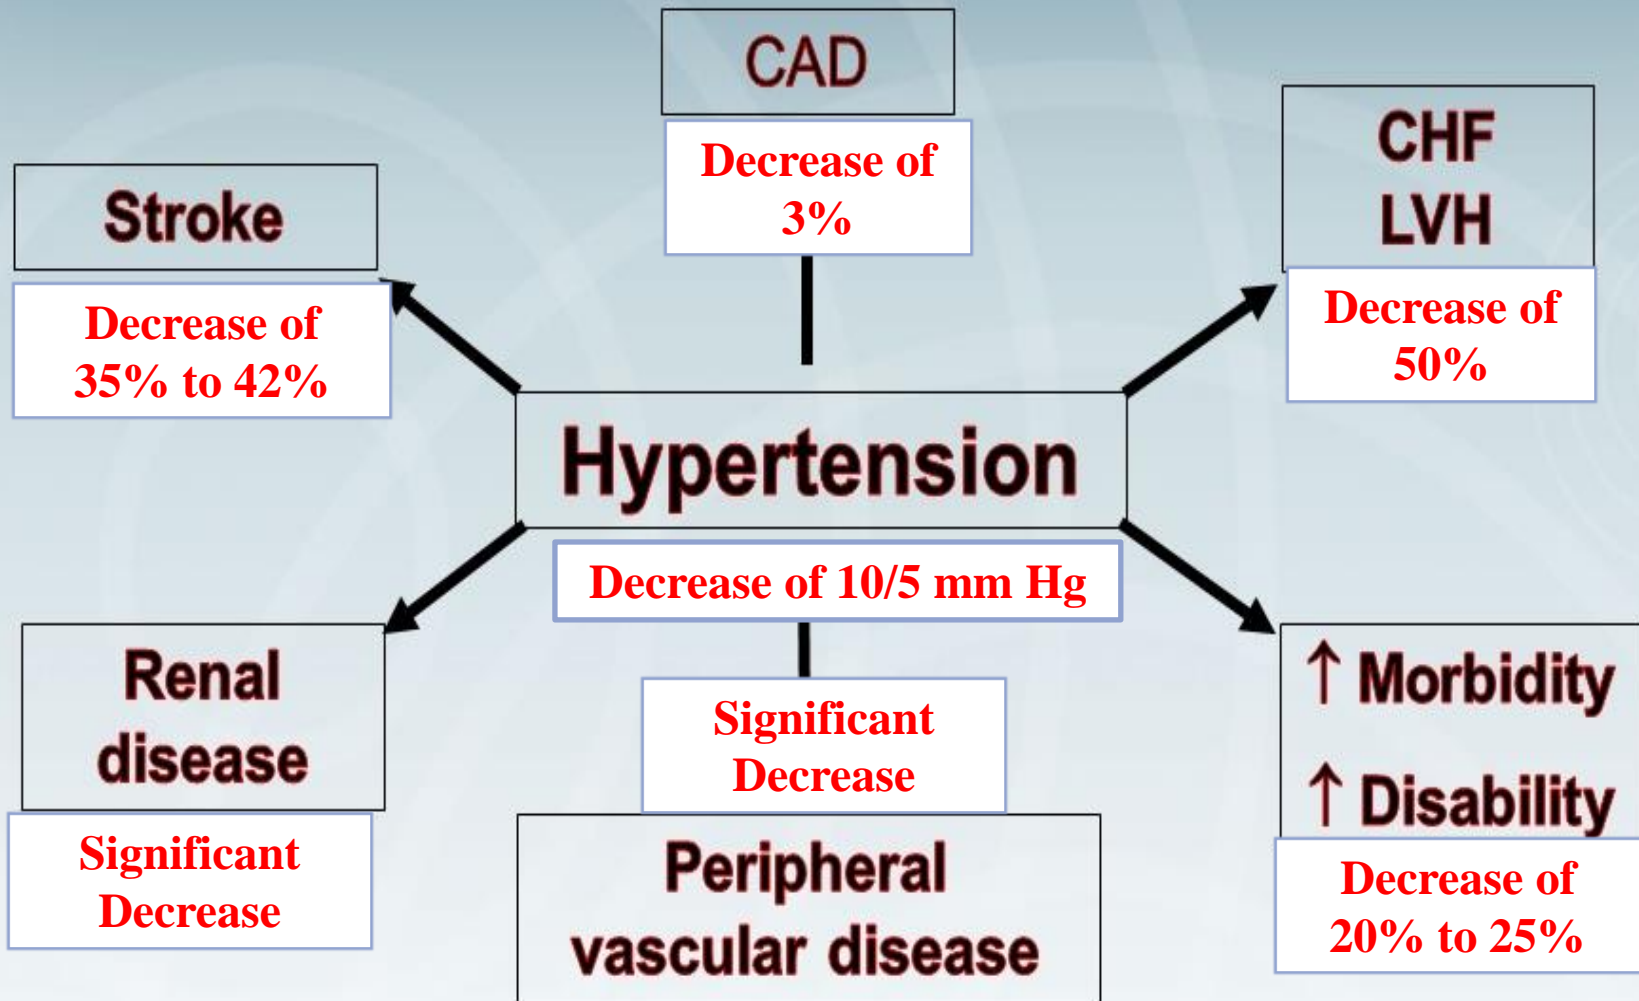 CAD
Decrease of
3%
CHF
LVH
Decrease of
50%
Stroke
Decrease of
35% to 42%
Hypertension
Decrease of 10/5 mm Hg
Renal
disease
Significant
Decrease
Significant
Decrease
Peripheral
vascular disease
↑ Morbidity
↑ Disability
Decrease of
20% to 25%